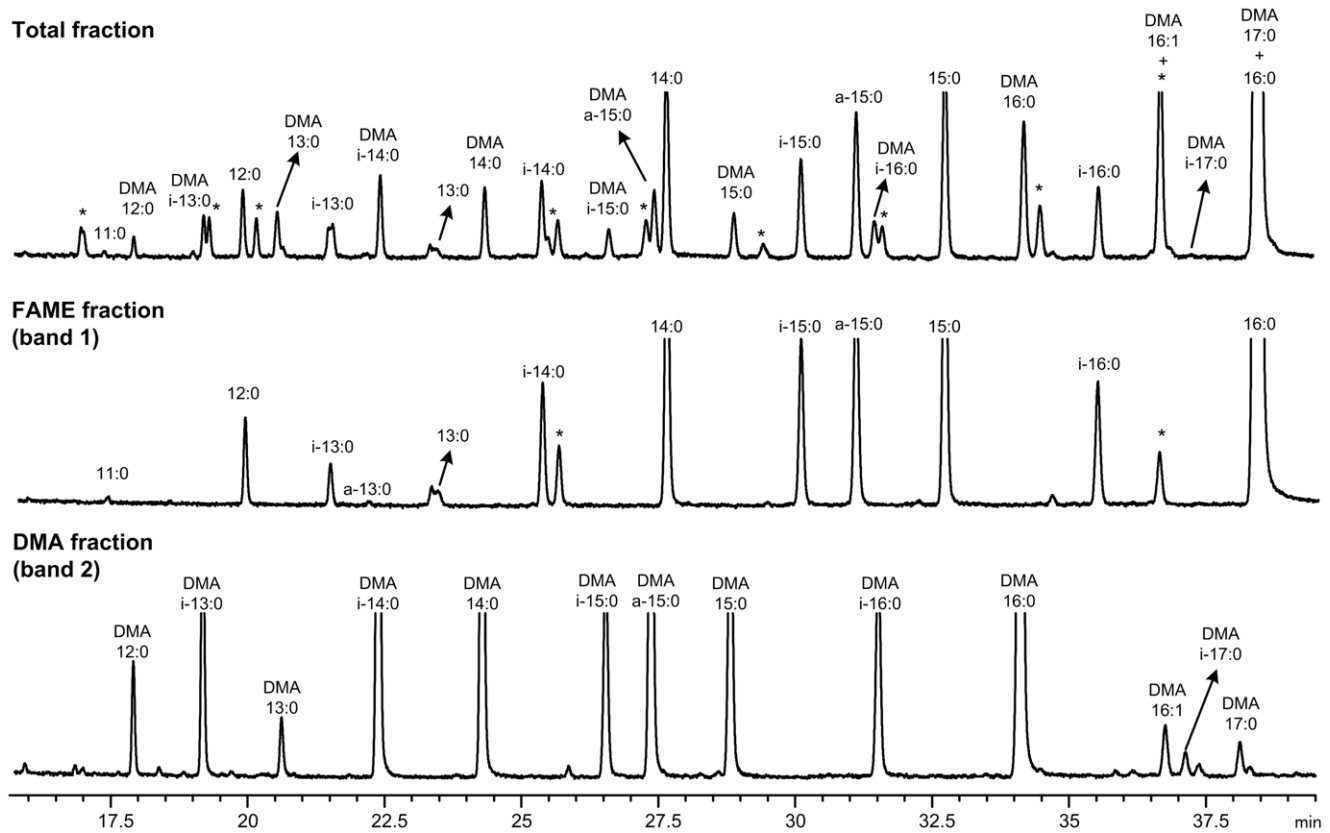 Total fraction
*
11:0
DMA
12:0
DMA
i-13:0
*
12:0
*
DMA
13:0
i-13:0
DMA
i-14:0
13:0
DMA
14:0
i-14:0
*
DMA
i-15:0
*
DMA
a-15:0
14:0
DMA
15:0
*
i-15:0
a-15:0
DMA
i-16:0
*
15:0
DMA
16:0
*
i-16:0
DMA
16:1
+
*
DMA
i-17:0
DMA
17:0
+
16:0
FAME fraction
(band 1)
11:0
12:0
i-13:0
a-13:0
13:0
i-14:0
*
14:0
i-15:0
a-15:0
15:0
i-16:0
*
16:0
DMA fraction
(band 2)
DMA
12:0
DMA
i-13:0
DMA
13:0
DMA
i-14:0
DMA
14:0
DMA
i-15:0
DMA
a-15:0
DMA
15:0
DMA
i-16:0
DMA
16:0
DMA
16:1
DMA
i-17:0
DMA
17:0
17.5 20 22.5 25 27.5 30 32.5 35 37.5 min